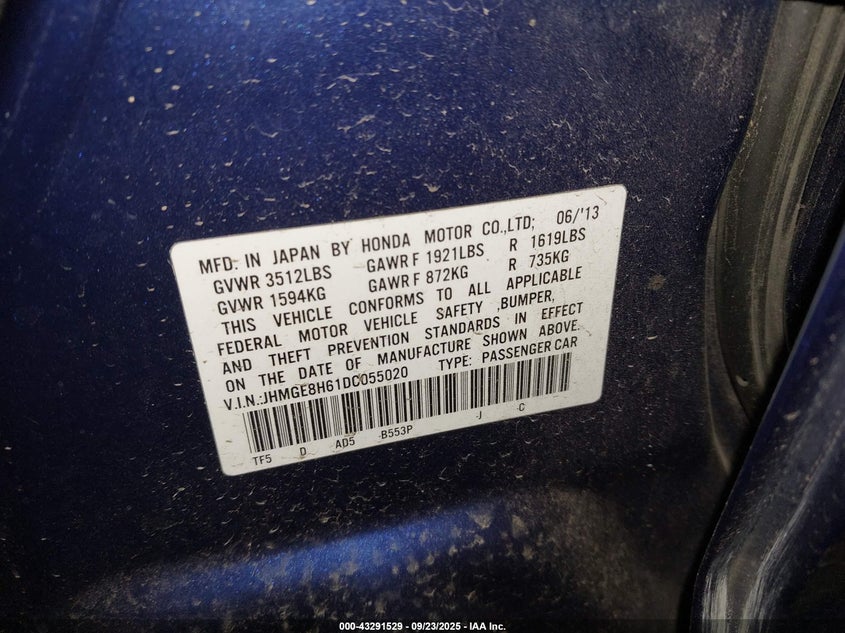 MFD. IN JAPAN BY HONDA MOTOR CO.,LTD; 06/'13
GVWR 3512LBS GAWR F 1921LBS R 1619LBS
GVWR 1594KG GAWR F 872KG R 735KG
THIS VEHICLE CONFORMS TO ALL APPLICABLE
FEDERAL MOTOR VEHICLE SAFETY ,BUMPER,
AND THEFT PREVENTION STANDARDS IN EFFECT
ON THE DATE OF MANUFACTURE SHOWN ABOVE.
V.I.N.:JHMGE8H61DC055020 TYPE: PASSENGER CAR
TF5 D AD5 B553P J C
000-43291529 - 09/23/2025 - IAA Inc.